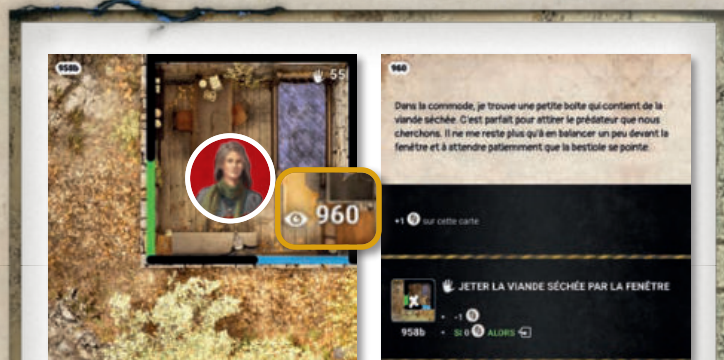 958b
55
960
960
Dans la commode, je trouve une petite boîte qui contient de la
viande séchée. C'est parfait pour attirer le prédateur que nous
cherchons. Il ne me reste plus qu'à en balancer un peu devant la
fenêtre et à attendre patiemment que la bestiole se pointe.
+1 sur cette carte
JETER LA VIANDE SÉCHÉE PAR LA FENÊTRE
• -1
958b
• SI 0 ALORS